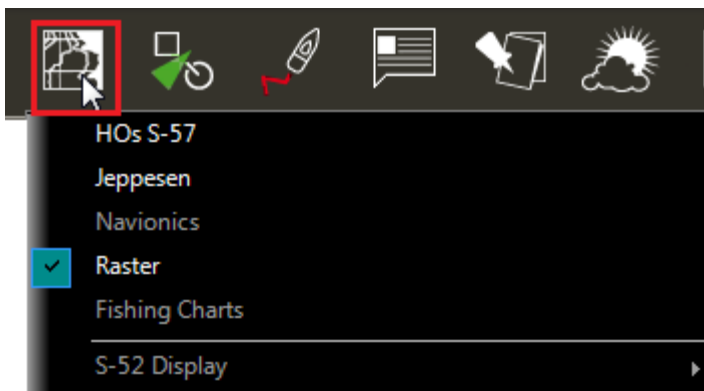 HOs S-57
Jeppesen
Navionics
Raster
Fishing Charts
S-52 Display